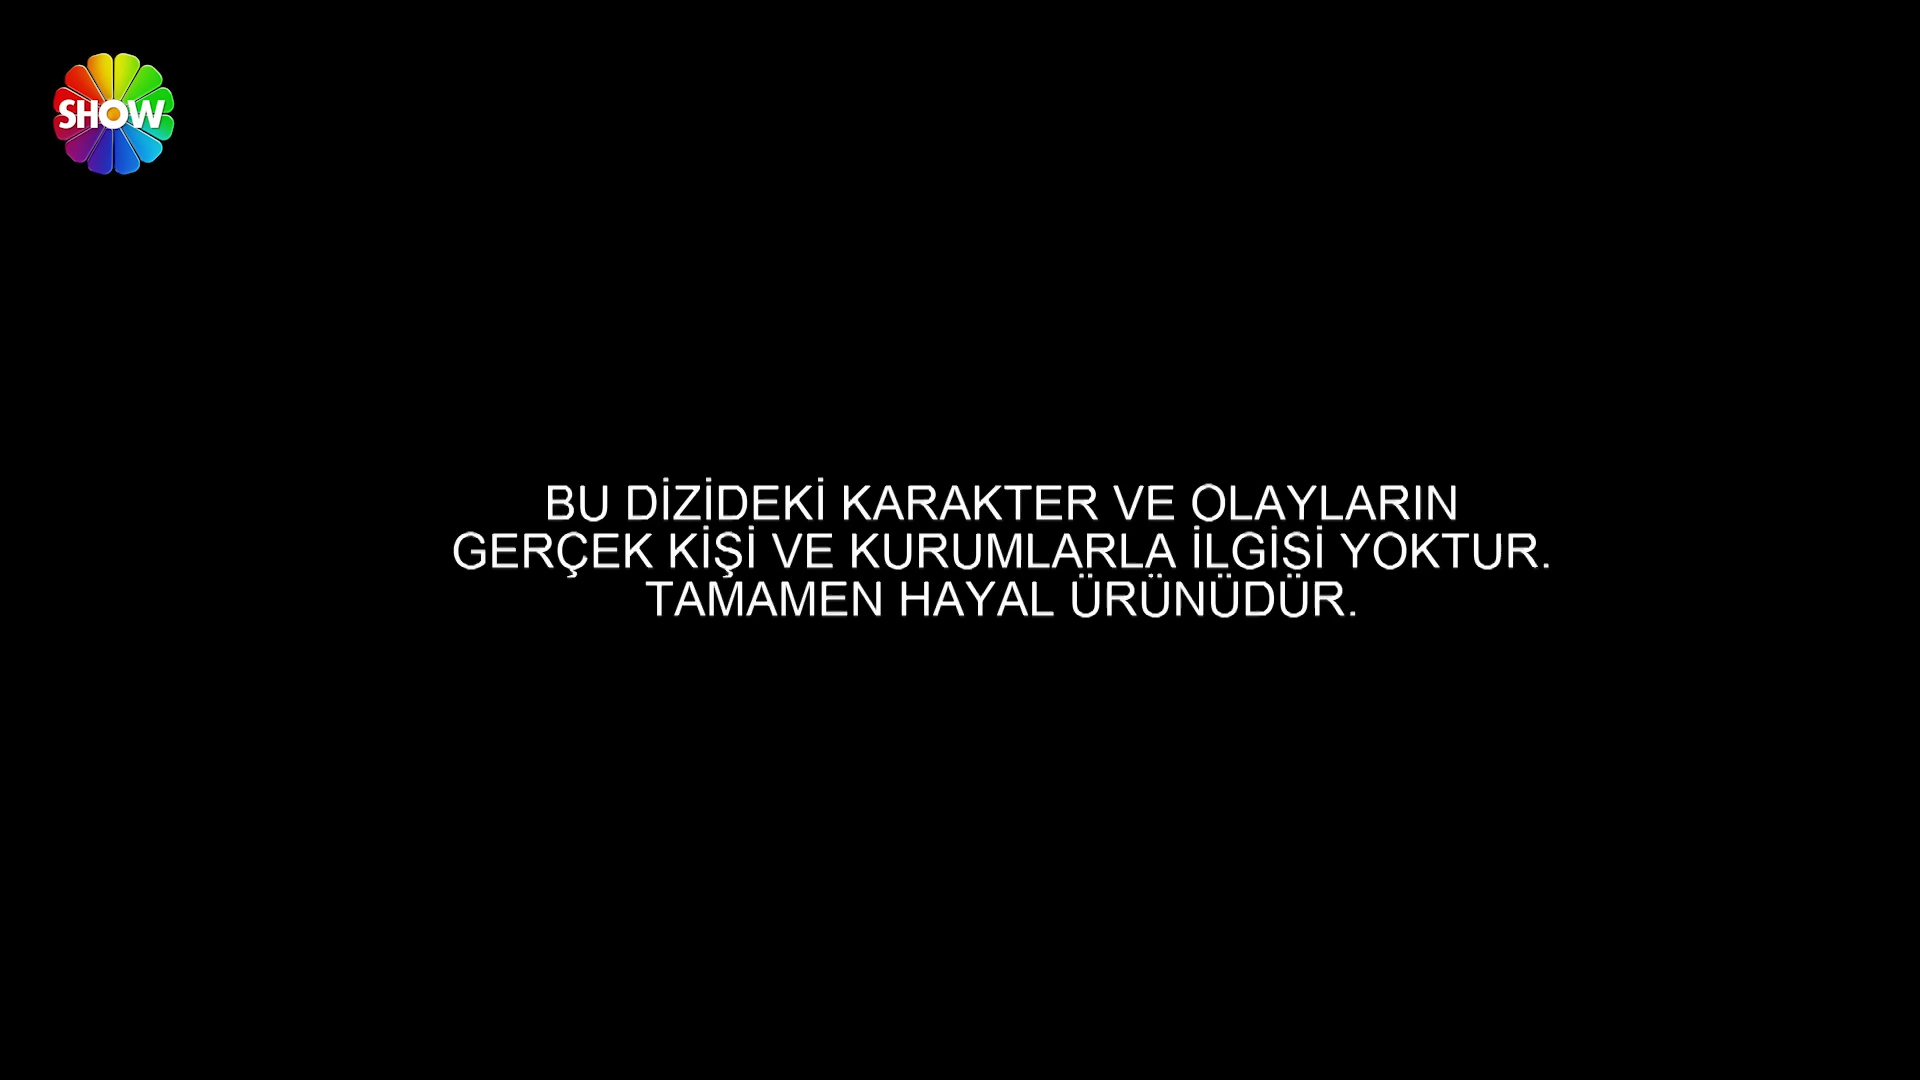 SHOW
BU DİZİDEKİ KARAKTER VE OLAYLARIN
GERÇEK KİŞİ VE KURUMLARLA İLGİSİ YOKTUR.
TAMAMEN HAYAL ÜRÜNÜDÜR.